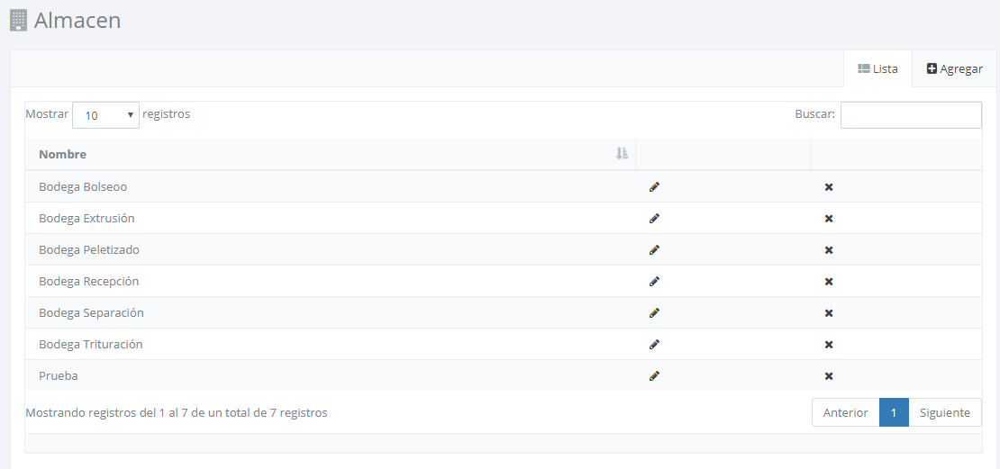 Almacen
Lista Agregar
Mostrar 10 registros Buscar:
Nombre
Bodega Bolseoo
Bodega Extrusión
Bodega Peletizado
Bodega Recepción
Bodega Separación
Bodega Trituración
Prueba
Mostrando registros del 1 al 7 de un total de 7 registros Anterior 1 Siguiente